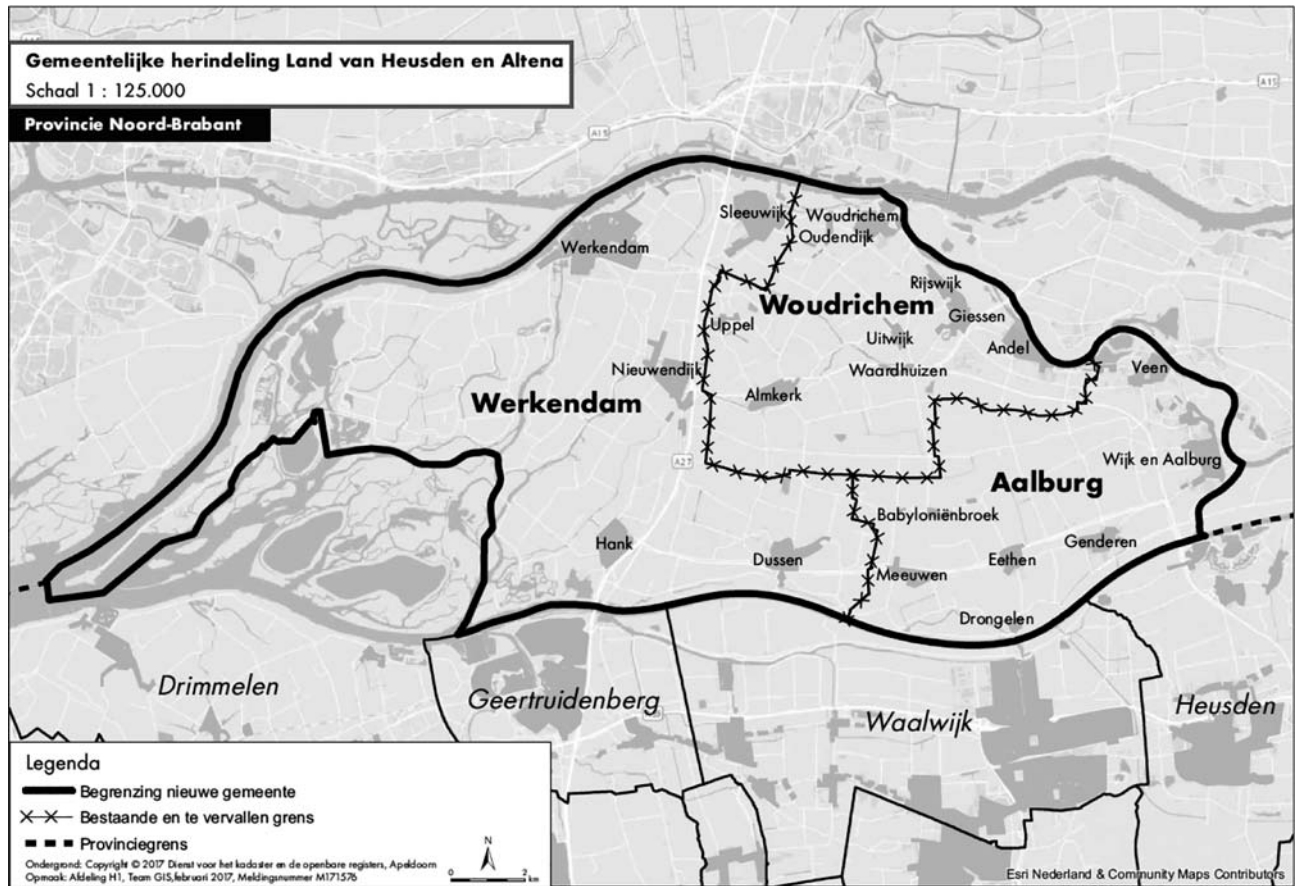 Gemeentelijke herindeling Land van Heusden en Altena
Schaal 1 : 125.000
Provincie Noord-Brabant
A15
A15
Sleeuwijk
Woudrichem
Oudendijk
Werkendam
Rijswijk
Woudrichem
Giessen
Uppel
Uitwijk
Andel
Nieuwendijk
Waardhuizen
Veen
Almkerk
Werkendam
Wijk en Aalburg
A27
Aalburg
Babyloniënbroek
Hank
Dussen
Eethen
Genderen
Meeuwen
Drongelen
Drimmelen
Geertruidenberg
Waalwijk
Heusden
Legenda
Begrenzing nieuwe gemeente
Bestaande en te vervallen grens
Provinciegrens
Ondergrond: Copyright © 2017 Dienst voor het kadaster en de openbare registers, Apeldoorn
Opmaak: Afdeling H1, Team GIS,februari 2017, Meldingsnummer M171576
N
0 2
km
Esri Nederland & Community Maps Contributors